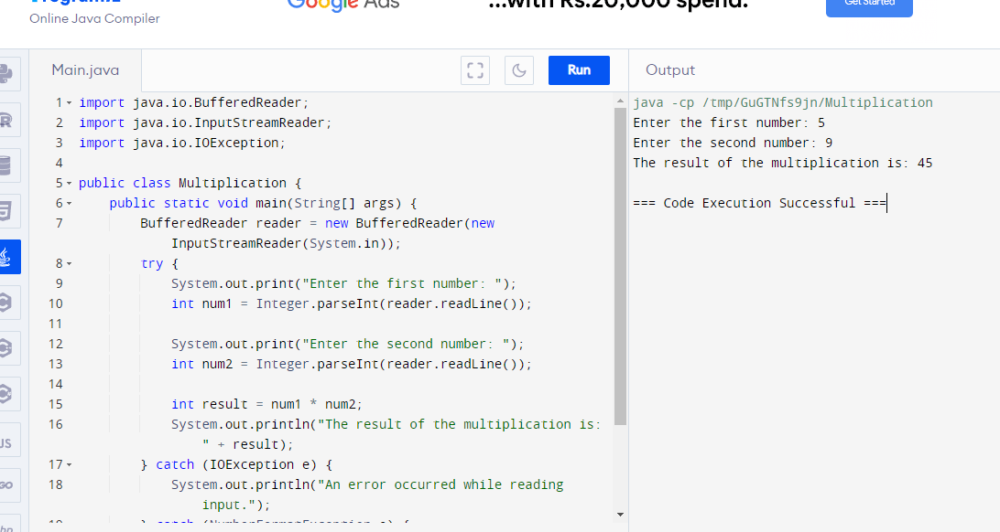 Online Java Compiler
Google Ads
...with Rs.20,000 spend.
Get Started
Main.java
Run
Output
1 import java.io.BufferedReader;
2 import java.io.InputStreamReader;
3 import java.io.IOException;
4
5 public class Multiplication {
6 public static void main(String[] args) {
7 BufferedReader reader = new BufferedReader(new
InputStreamReader(System.in));
8 try {
9 System.out.print("Enter the first number: ");
10 int num1 = Integer.parseInt(reader.readLine());
11
12 System.out.print("Enter the second number: ");
13 int num2 = Integer.parseInt(reader.readLine());
14
15 int result = num1 * num2;
16 System.out.println("The result of the multiplication is:
" + result);
17 } catch (IOException e) {
18 System.out.println("An error occurred while reading
input.");
java -cp /tmp/GuGTNfs9jn/Multiplication
Enter the first number: 5
Enter the second number: 9
The result of the multiplication is: 45
=== Code Execution Successful ===